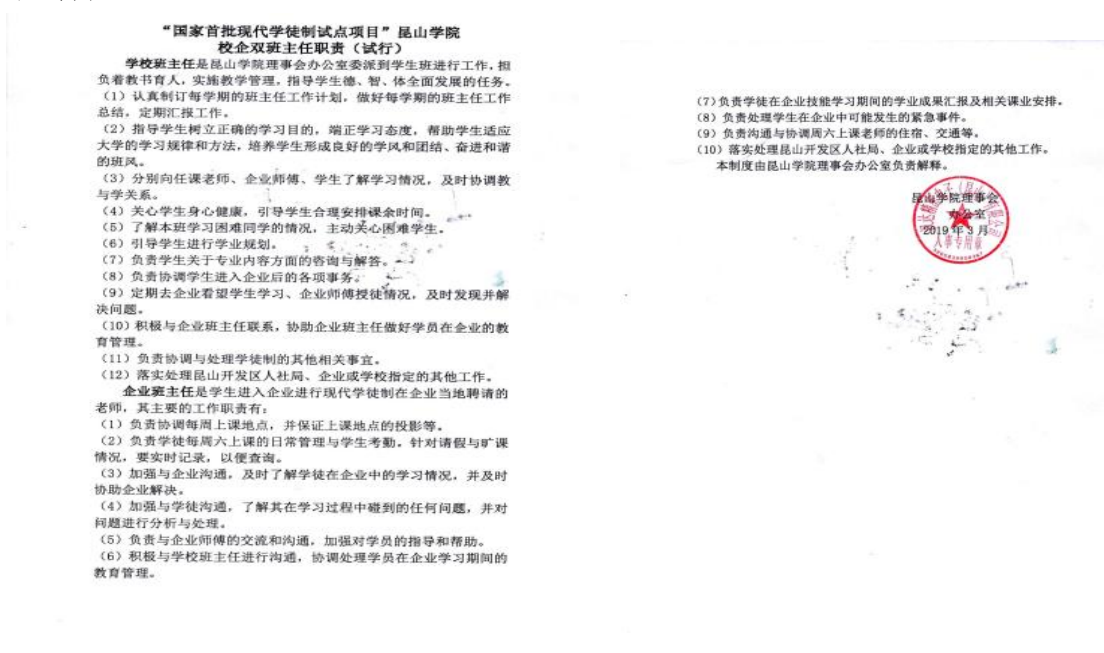 “国家首批现代学徒制试点项目”昆山学院
校企双班主任职责（试行）
学校班主任是昆山学院理事会办公室委派到学生班进行工作，担
负着教书育人，实施教学管理，指导学生德、智、体全面发展的任务。
（1）认真制订每学期的班主任工作计划，做好每学期的班主任工作
总结，定期汇报工作。
（2）指导学生树立正确的学习目的，端正学习态度，帮助学生适应
大学的学习规律和方法，培养学生形成良好的学风和团结、奋进和谐
的班风。
（3）分别向任课老师、企业师傅、学生了解学习情况，及时协调教
与学关系。
（4）关心学生身心健康，引导学生合理安排课余时间。
（5）了解本班学习困难同学的情况，主动关心困难学生。
（6）引导学生进行学业规划。
（7）负责学生关于专业内容方面的咨询与解答。
（8）负责协调学生进入企业后的各项事务。
（9）定期去企业看望学生学习、企业师傅授徒情况，及时发现并解
决问题。
（10）积极与企业班主任联系，协助企业班主任做好学员在企业的教
育管理。
（11）负责协调与处理学徒制的其他相关事宜。
（12）落实处理昆山开发区人社局、企业或学校指定的其他工作。
企业班主任是学生进入企业进行现代学徒制在企业当地聘请的
老师，其主要的工作职责有：
（1）负责协调每周上课地点，并保证上课地点的投影等。
（2）负责学徒每周六上课的日常管理与学生考勤。针对请假与旷课
情况，要实时记录，以便查询。
（3）加强与企业沟通，及时了解学徒在企业中的学习情况，并及时
协助企业解决。
（4）加强与学徒沟通，了解其在学习过程中碰到的任何问题，并对
问题进行分析与处理。
（5）负责与企业师傅的交流和沟通，加强对学员的指导和帮助。
（6）积极与学校班主任进行沟通，协调处理学员在企业学习期间的
教育管理。
（7）负责学徒在企业技能学习期间的学业成果汇报及相关课业安排。
（8）负责处理学生在企业中可能发生的紧急事件。
（9）负责沟通与协调周六上课老师的住宿、交通等。
（10）落实处理昆山开发区人社局、企业或学校指定的其他工作。
本制度由昆山学院理事会办公室负责解释。
昆山学院理事会
办公室
2019 年 3 月
人事专用章